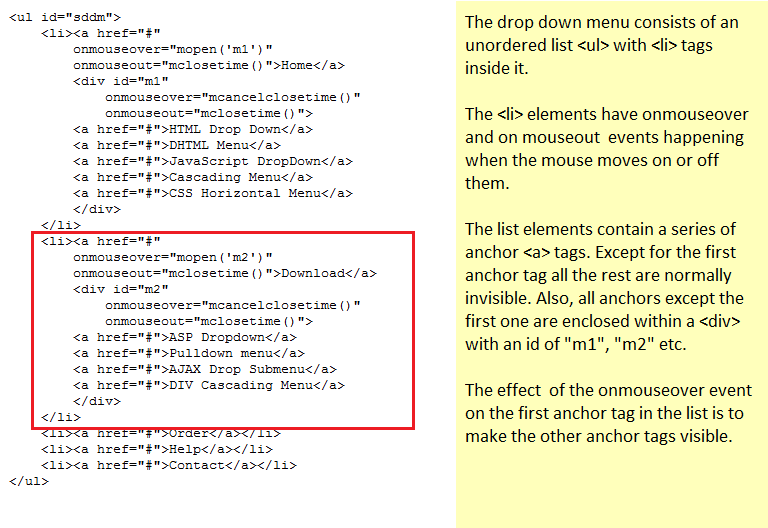 <ul id="sddm">
    <li><a href="#"
        onmouseover="mopen('m1')"
        onmouseout="mclosetime()">Home</a>
        <div id="m1"
            onmouseover="mcancelclosetime()"
            onmouseout="mclosetime()">
        <a href="#">HTML Drop Down</a>
        <a href="#">DHTML Menu</a>
        <a href="#">JavaScript DropDown</a>
        <a href="#">Cascading Menu</a>
        <a href="#">CSS Horizontal Menu</a>
        </div>
    </li>
    <li><a href="#"
        onmouseover="mopen('m2')"
        onmouseout="mclosetime()">Download</a>
        <div id="m2"
            onmouseover="mcancelclosetime()"
            onmouseout="mclosetime()">
        <a href="#">ASP Dropdown</a>
        <a href="#">Pulldown menu</a>
        <a href="#">AJAX Drop Submenu</a>
        <a href="#">DIV Cascading Menu</a>
        </div>
    </li>
    <li><a href="#">Order</a></li>
    <li><a href="#">Help</a></li>
    <li><a href="#">Contact</a></li>
</ul>
The drop down menu consists of an
unordered list <ul> with <li> tags
inside it.
The <li> elements have onmouseover
and on mouseout  events happening
when the mouse moves on or off
them.
The list elements contain a series of
anchor <a> tags. Except for the first
anchor tag all the rest are normally
invisible. Also, all anchors except the
first one are enclosed within a <div>
with an id of "m1", "m2" etc.
The effect  of the onmouseover event
on the first anchor tag in the list is to
make the other anchor tags visible.